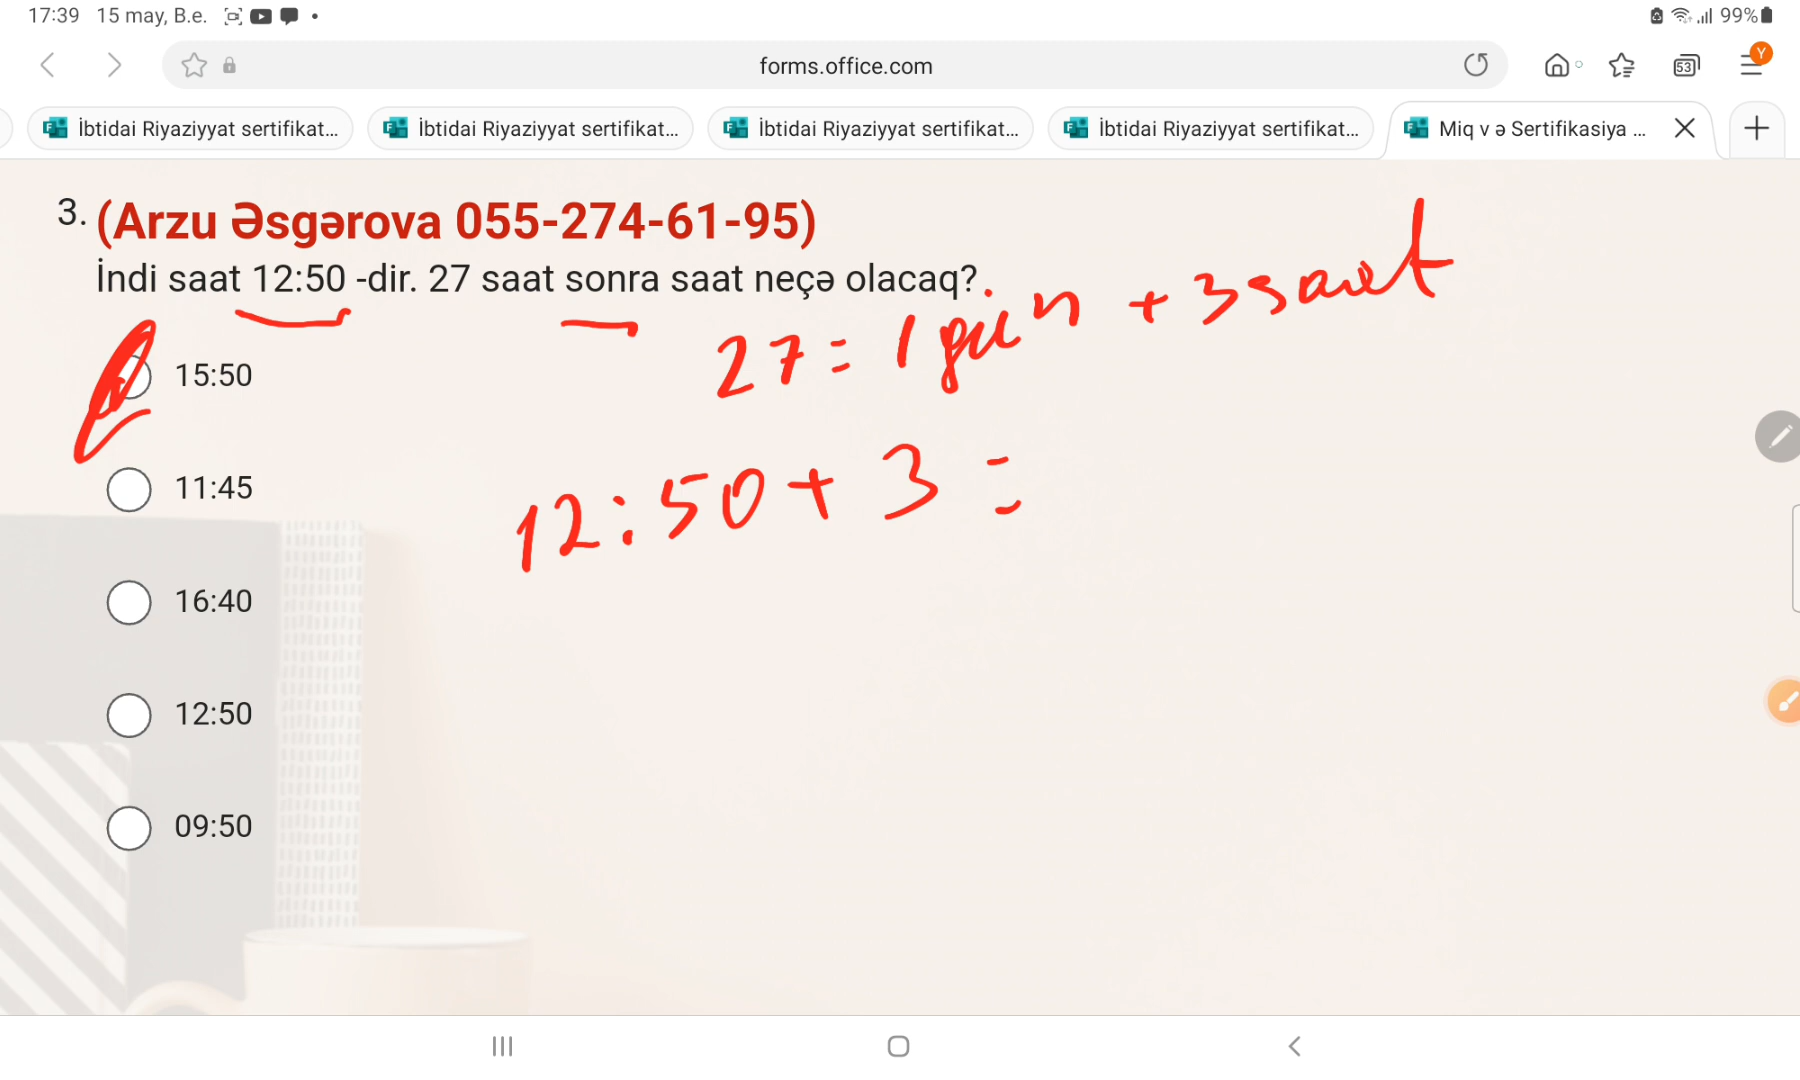 17:39 15 may, B.e. 99%
forms.office.com
53
Y
İbtidai Riyaziyyat sertifikat...
İbtidai Riyaziyyat sertifikat...
İbtidai Riyaziyyat sertifikat...
İbtidai Riyaziyyat sertifikat...
Miq v ə Sertifikasiya ...
3. (Arzu Əsgərova 055-274-61-95)
İndi saat 12:50 -dir. 27 saat sonra saat neçə olacaq?
27 = 1 gün + 3 saat
15:50
12:50 + 3 =
11:45
16:40
12:50
09:50